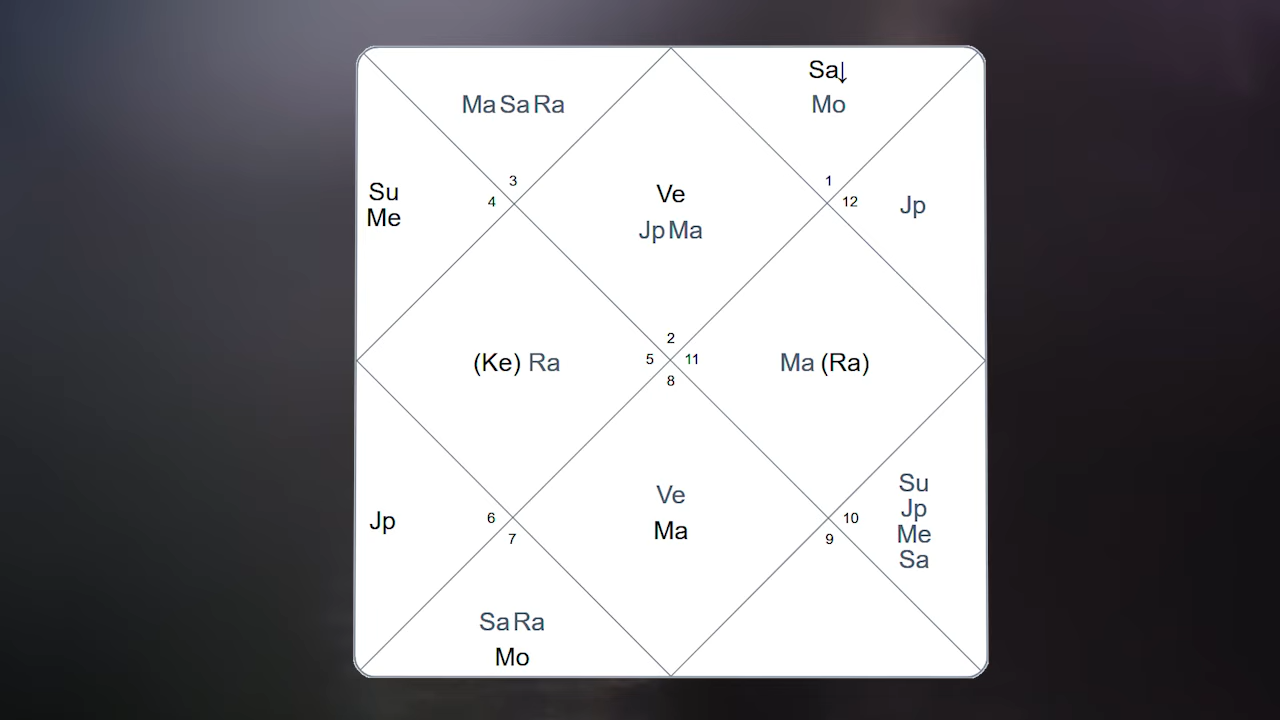 Sa↓
Ma Sa Ra
Mo
3
1
Su
Me
4
Ve
12
Jp
Jp Ma
2
(Ke) Ra
5
11
Ma (Ra)
8
Su
Jp
Me
Sa
Ve
Ma
Jp
6
10
7
9
Sa Ra
Mo